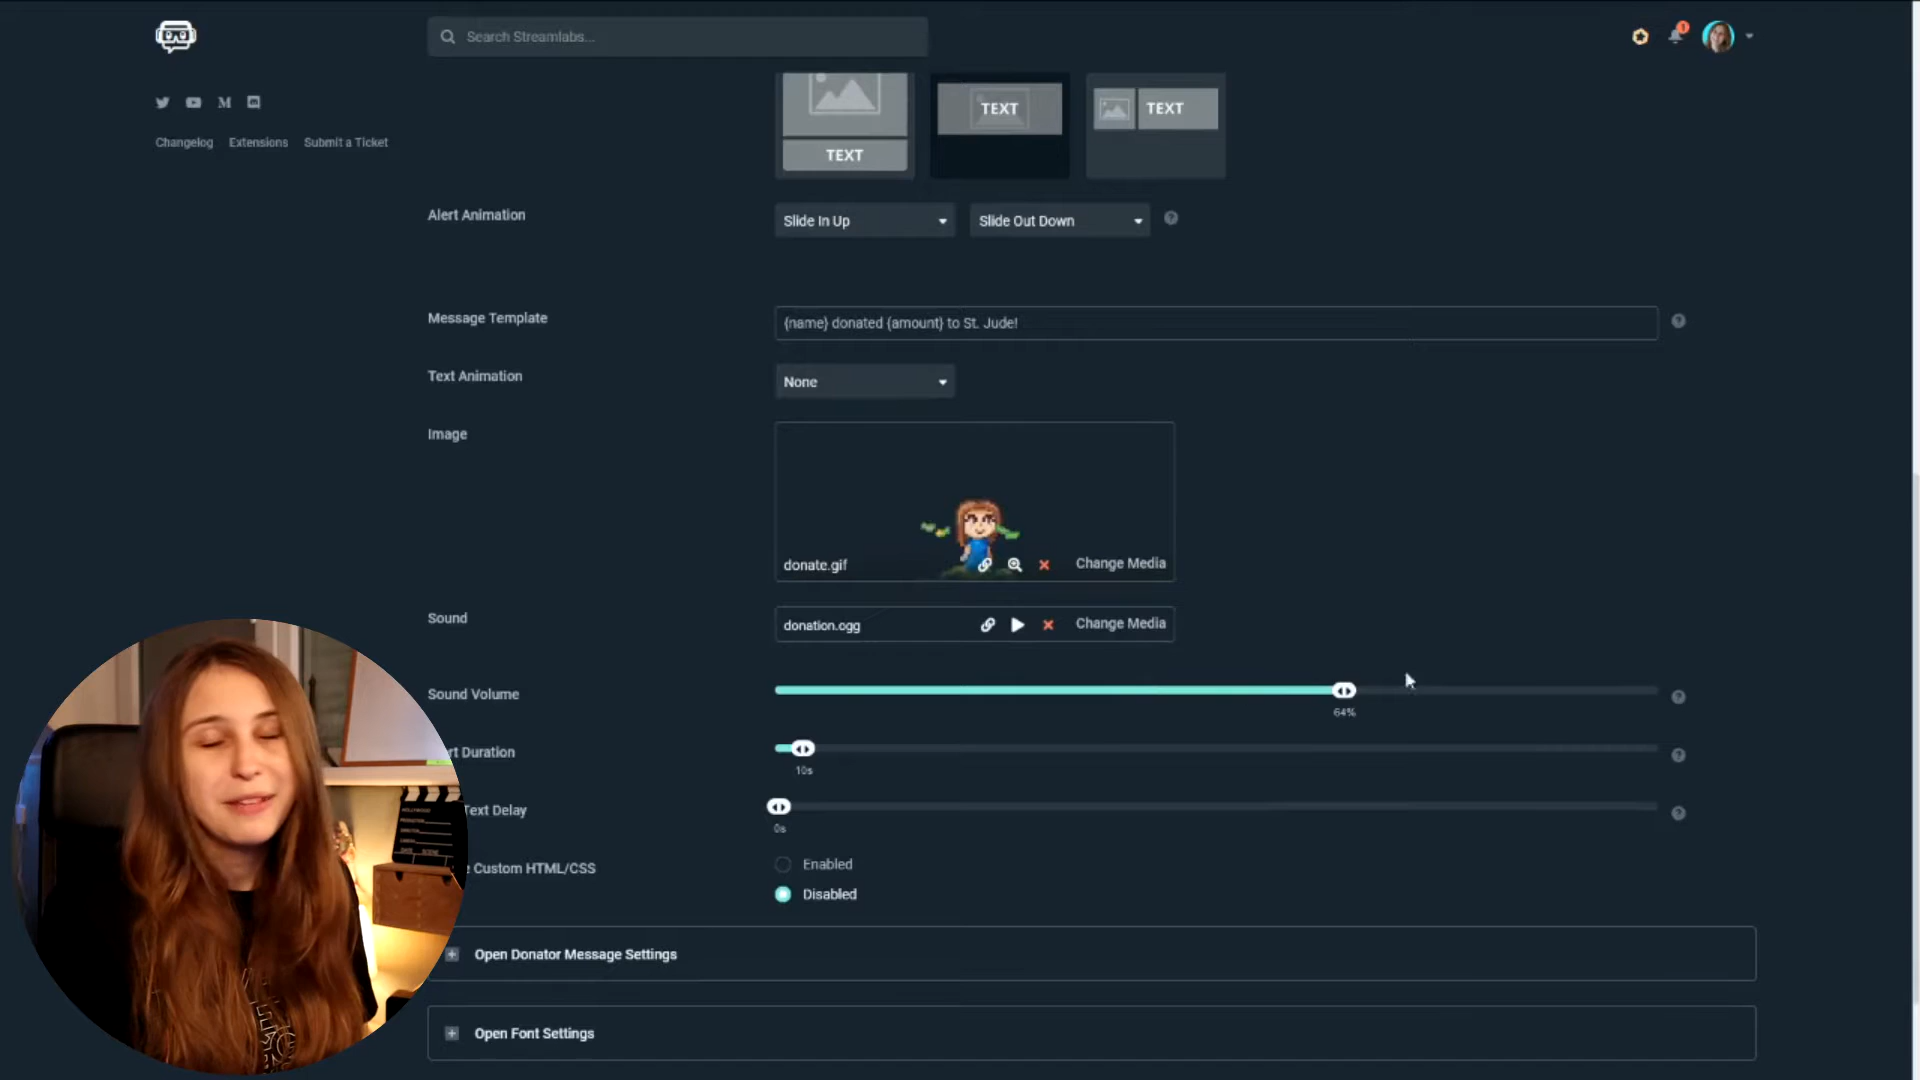 Search Streamlabs...
1
Changelog Extensions Submit a Ticket
TEXT
TEXT
TEXT
Alert Animation
Slide In Up
Slide Out Down
Message Template
{name} donated {amount} to St. Jude!
Text Animation
None
Image
donate.gif
Change Media
Sound
donation.ogg
Change Media
Sound Volume
64%
rt Duration
10s
Text Delay
0s
e Custom HTML/CSS
Enabled
Disabled
Open Donator Message Settings
Open Font Settings